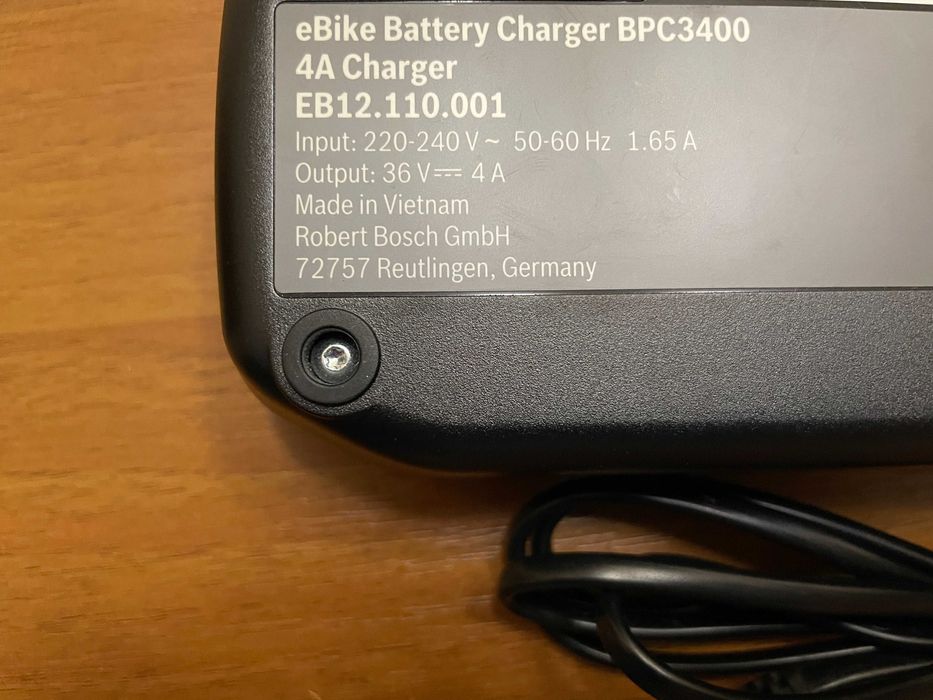 eBike Battery Charger BPC3400
4A Charger
EB12.110.001
Input: 220-240 V ~ 50-60 Hz 1.65 A
Output: 36 V⎓ 4 A
Made in Vietnam
Robert Bosch GmbH
72757 Reutlingen, Germany